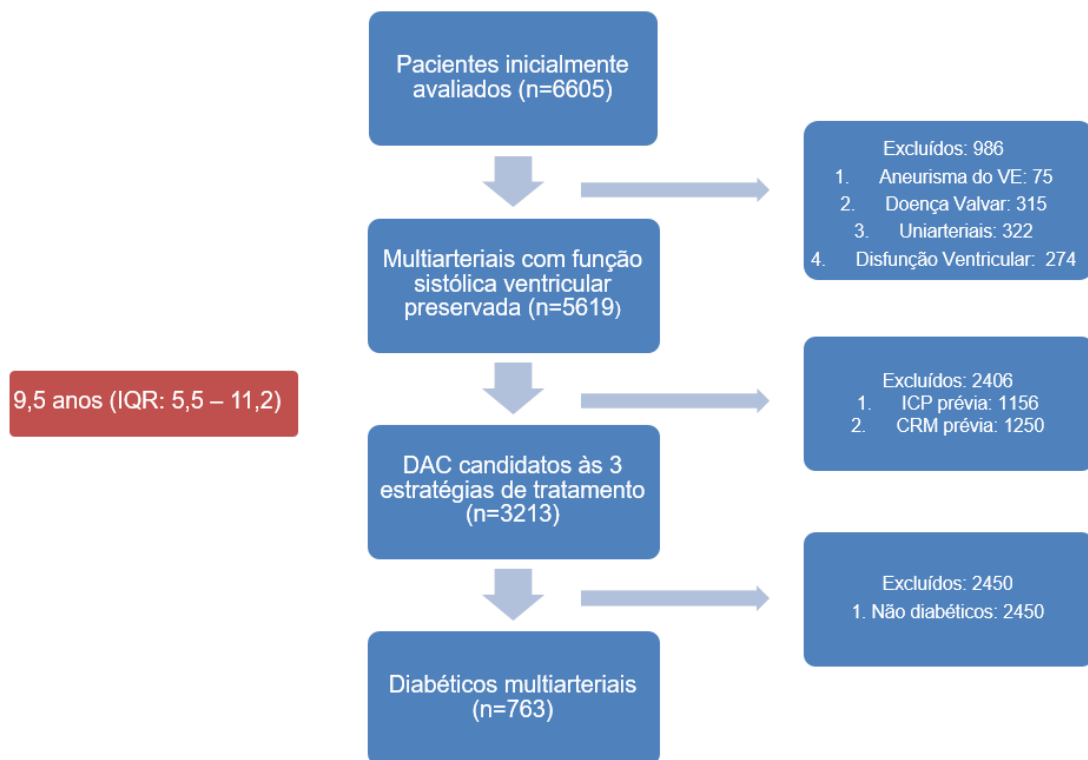 Pacientes inicialmente
avaliados (n=6605)
Excluídos: 986
1. Aneurisma do VE: 75
2. Doença Valvar: 315
3. Uniarteriais: 322
4. Disfunção Ventricular: 274
Multiarteriais com função
sistólica ventricular
preservada (n=5619)
9,5 anos (IQR: 5,5 – 11,2)
Excluídos: 2406
1. ICP prévia: 1156
2. CRM prévia: 1250
DAC candidatos às 3
estratégias de tratamento
(n=3213)
Excluídos: 2450
1. Não diabéticos: 2450
Diabéticos multiarteriais
(n=763)